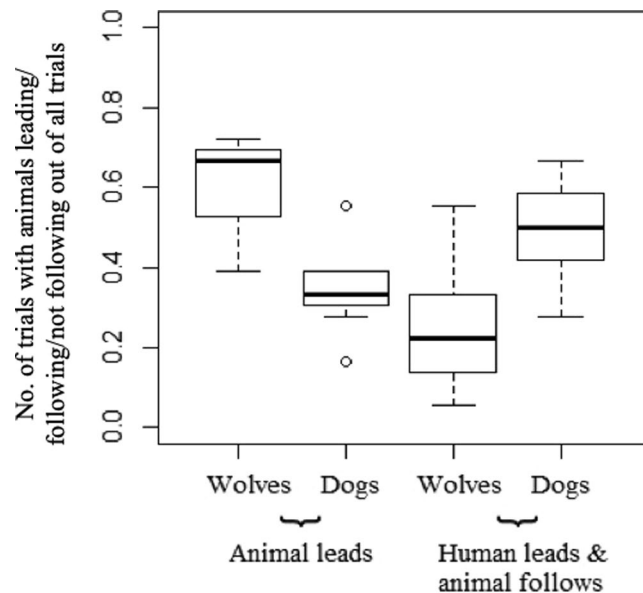 No. of trials with animals leading/
following/not following out of all trials
1.0
0.8
0.6
0.4
0.2
0.0
Wolves Dogs Wolves Dogs
Animal leads Human leads &
animal follows